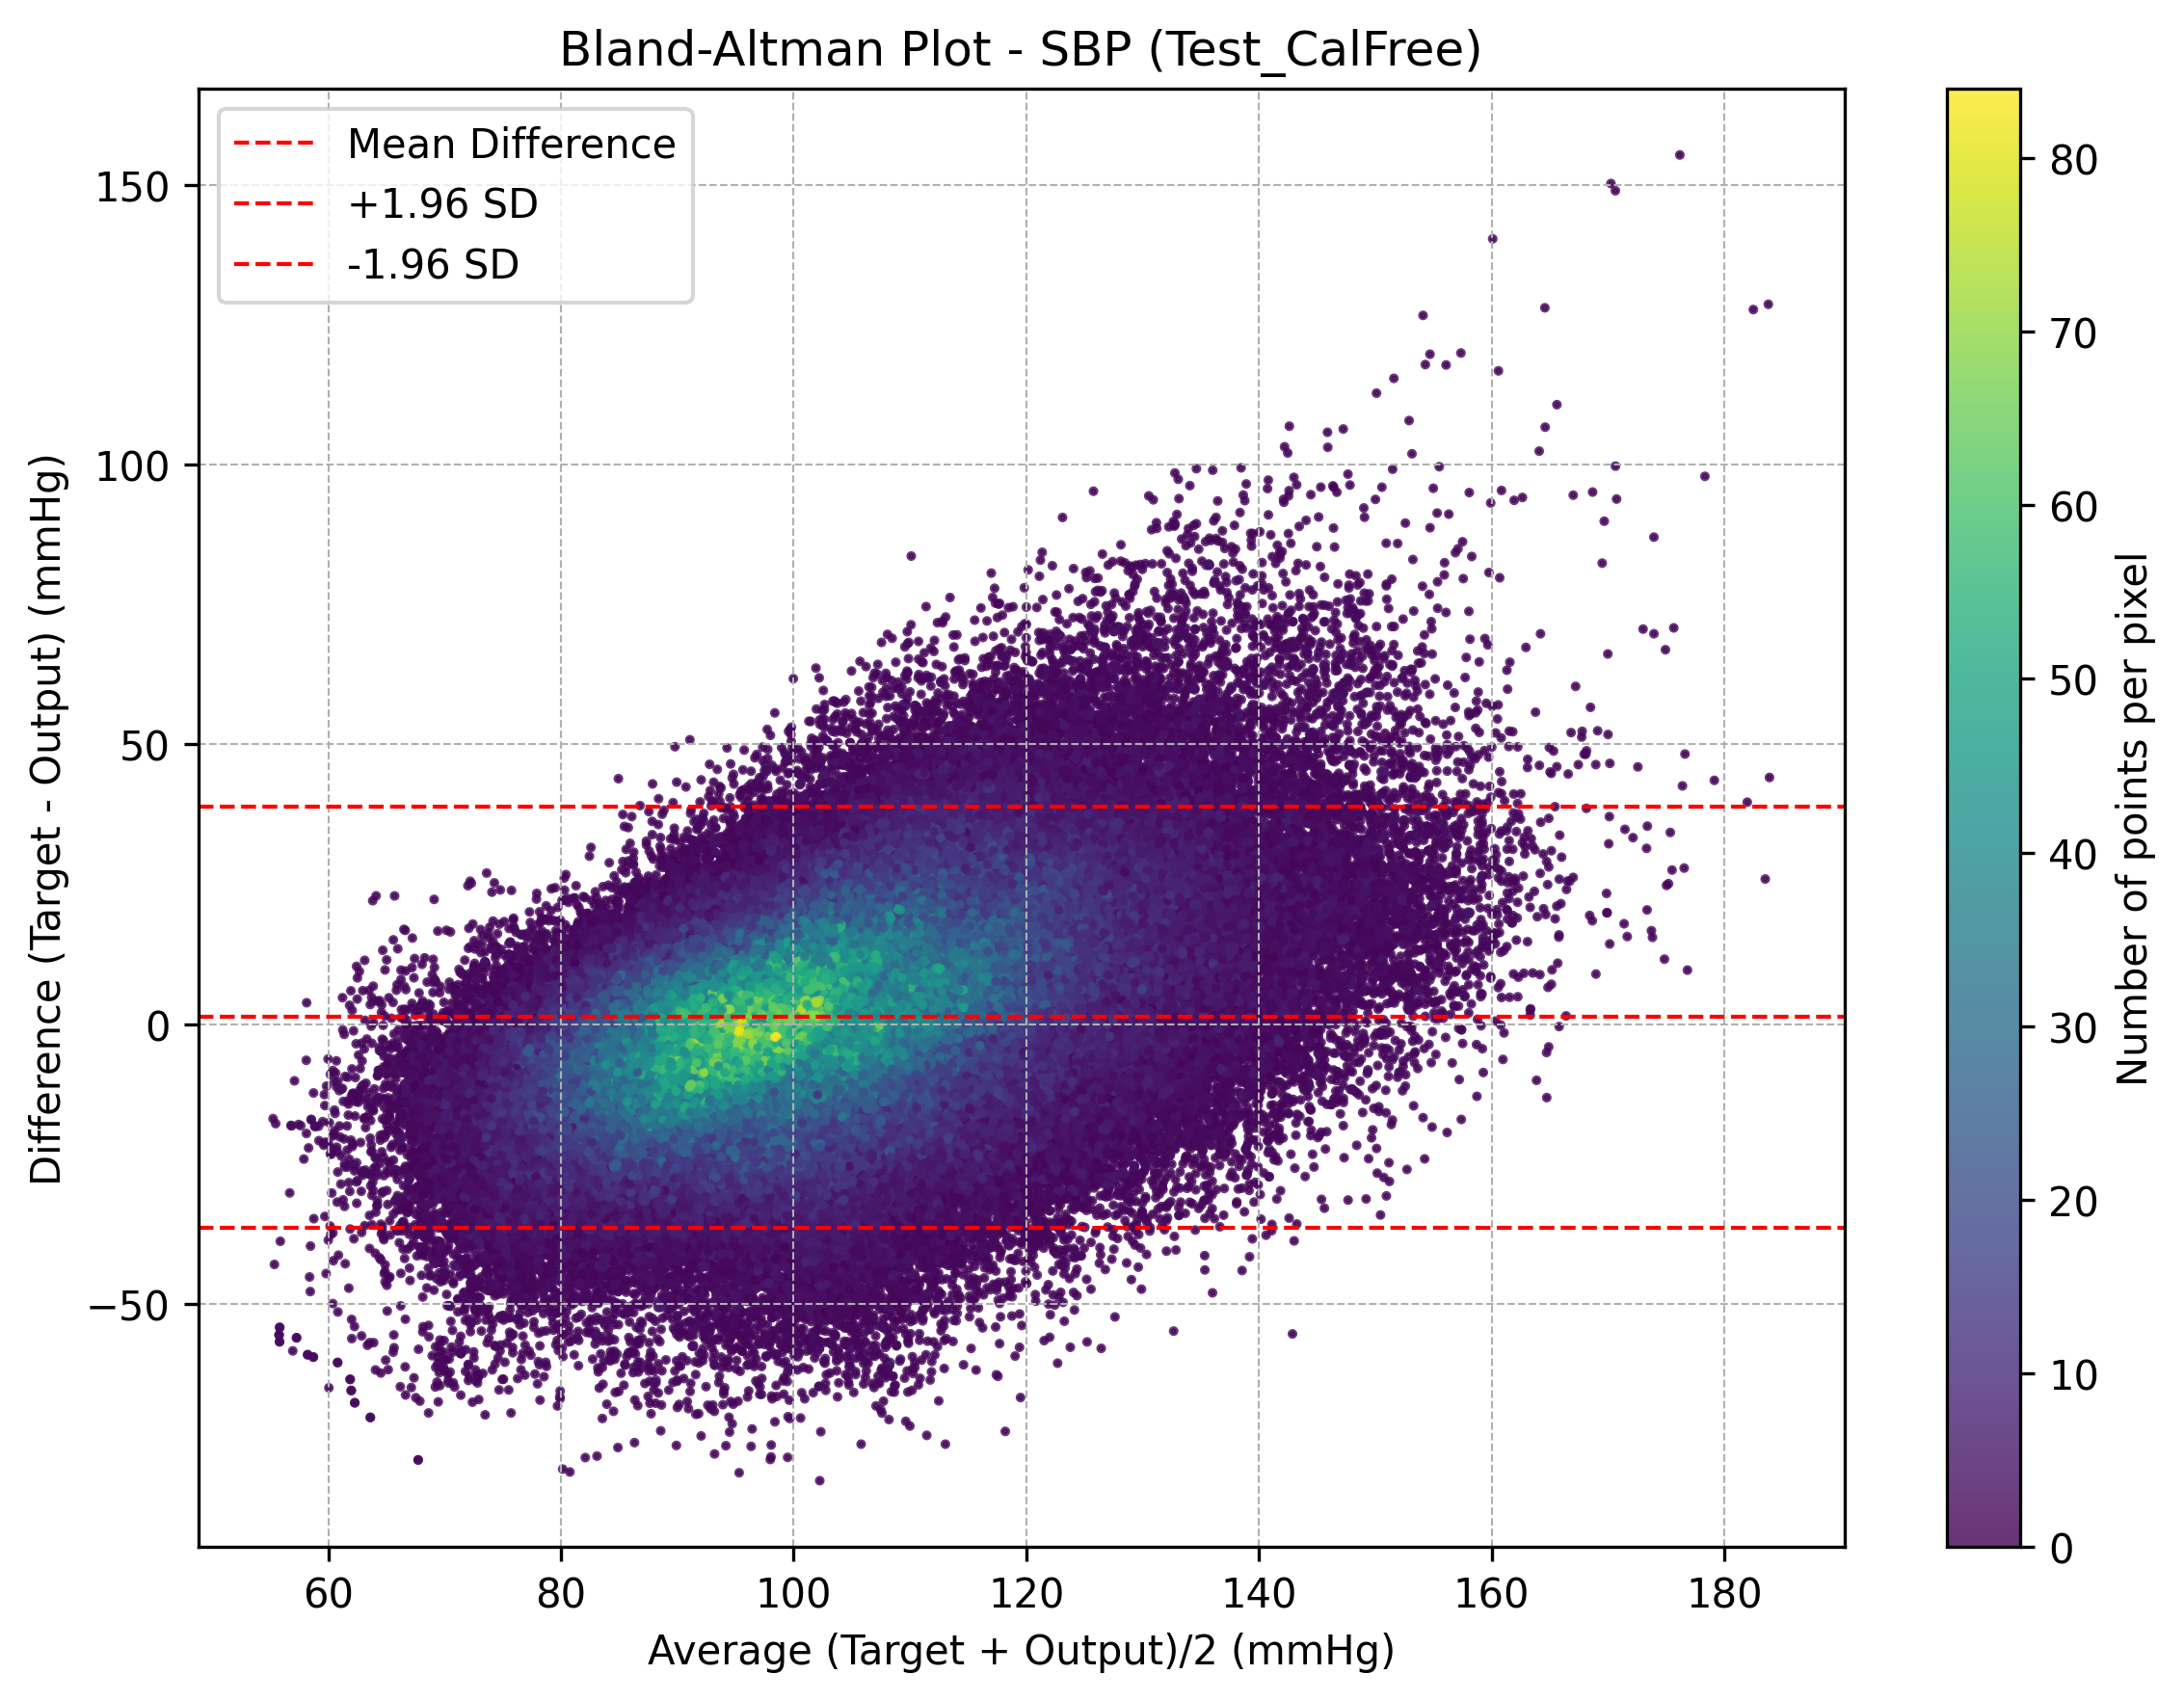 Bland-Altman Plot - SBP (Test_CalFree)
Mean Difference
+1.96 SD
-1.96 SD
Difference (Target - Output) (mmHg)
150
100
50
0
−50
60 80 100 120 140 160 180
Average (Target + Output)/2 (mmHg)
80
70
60
50
40
30
20
10
0
Number of points per pixel